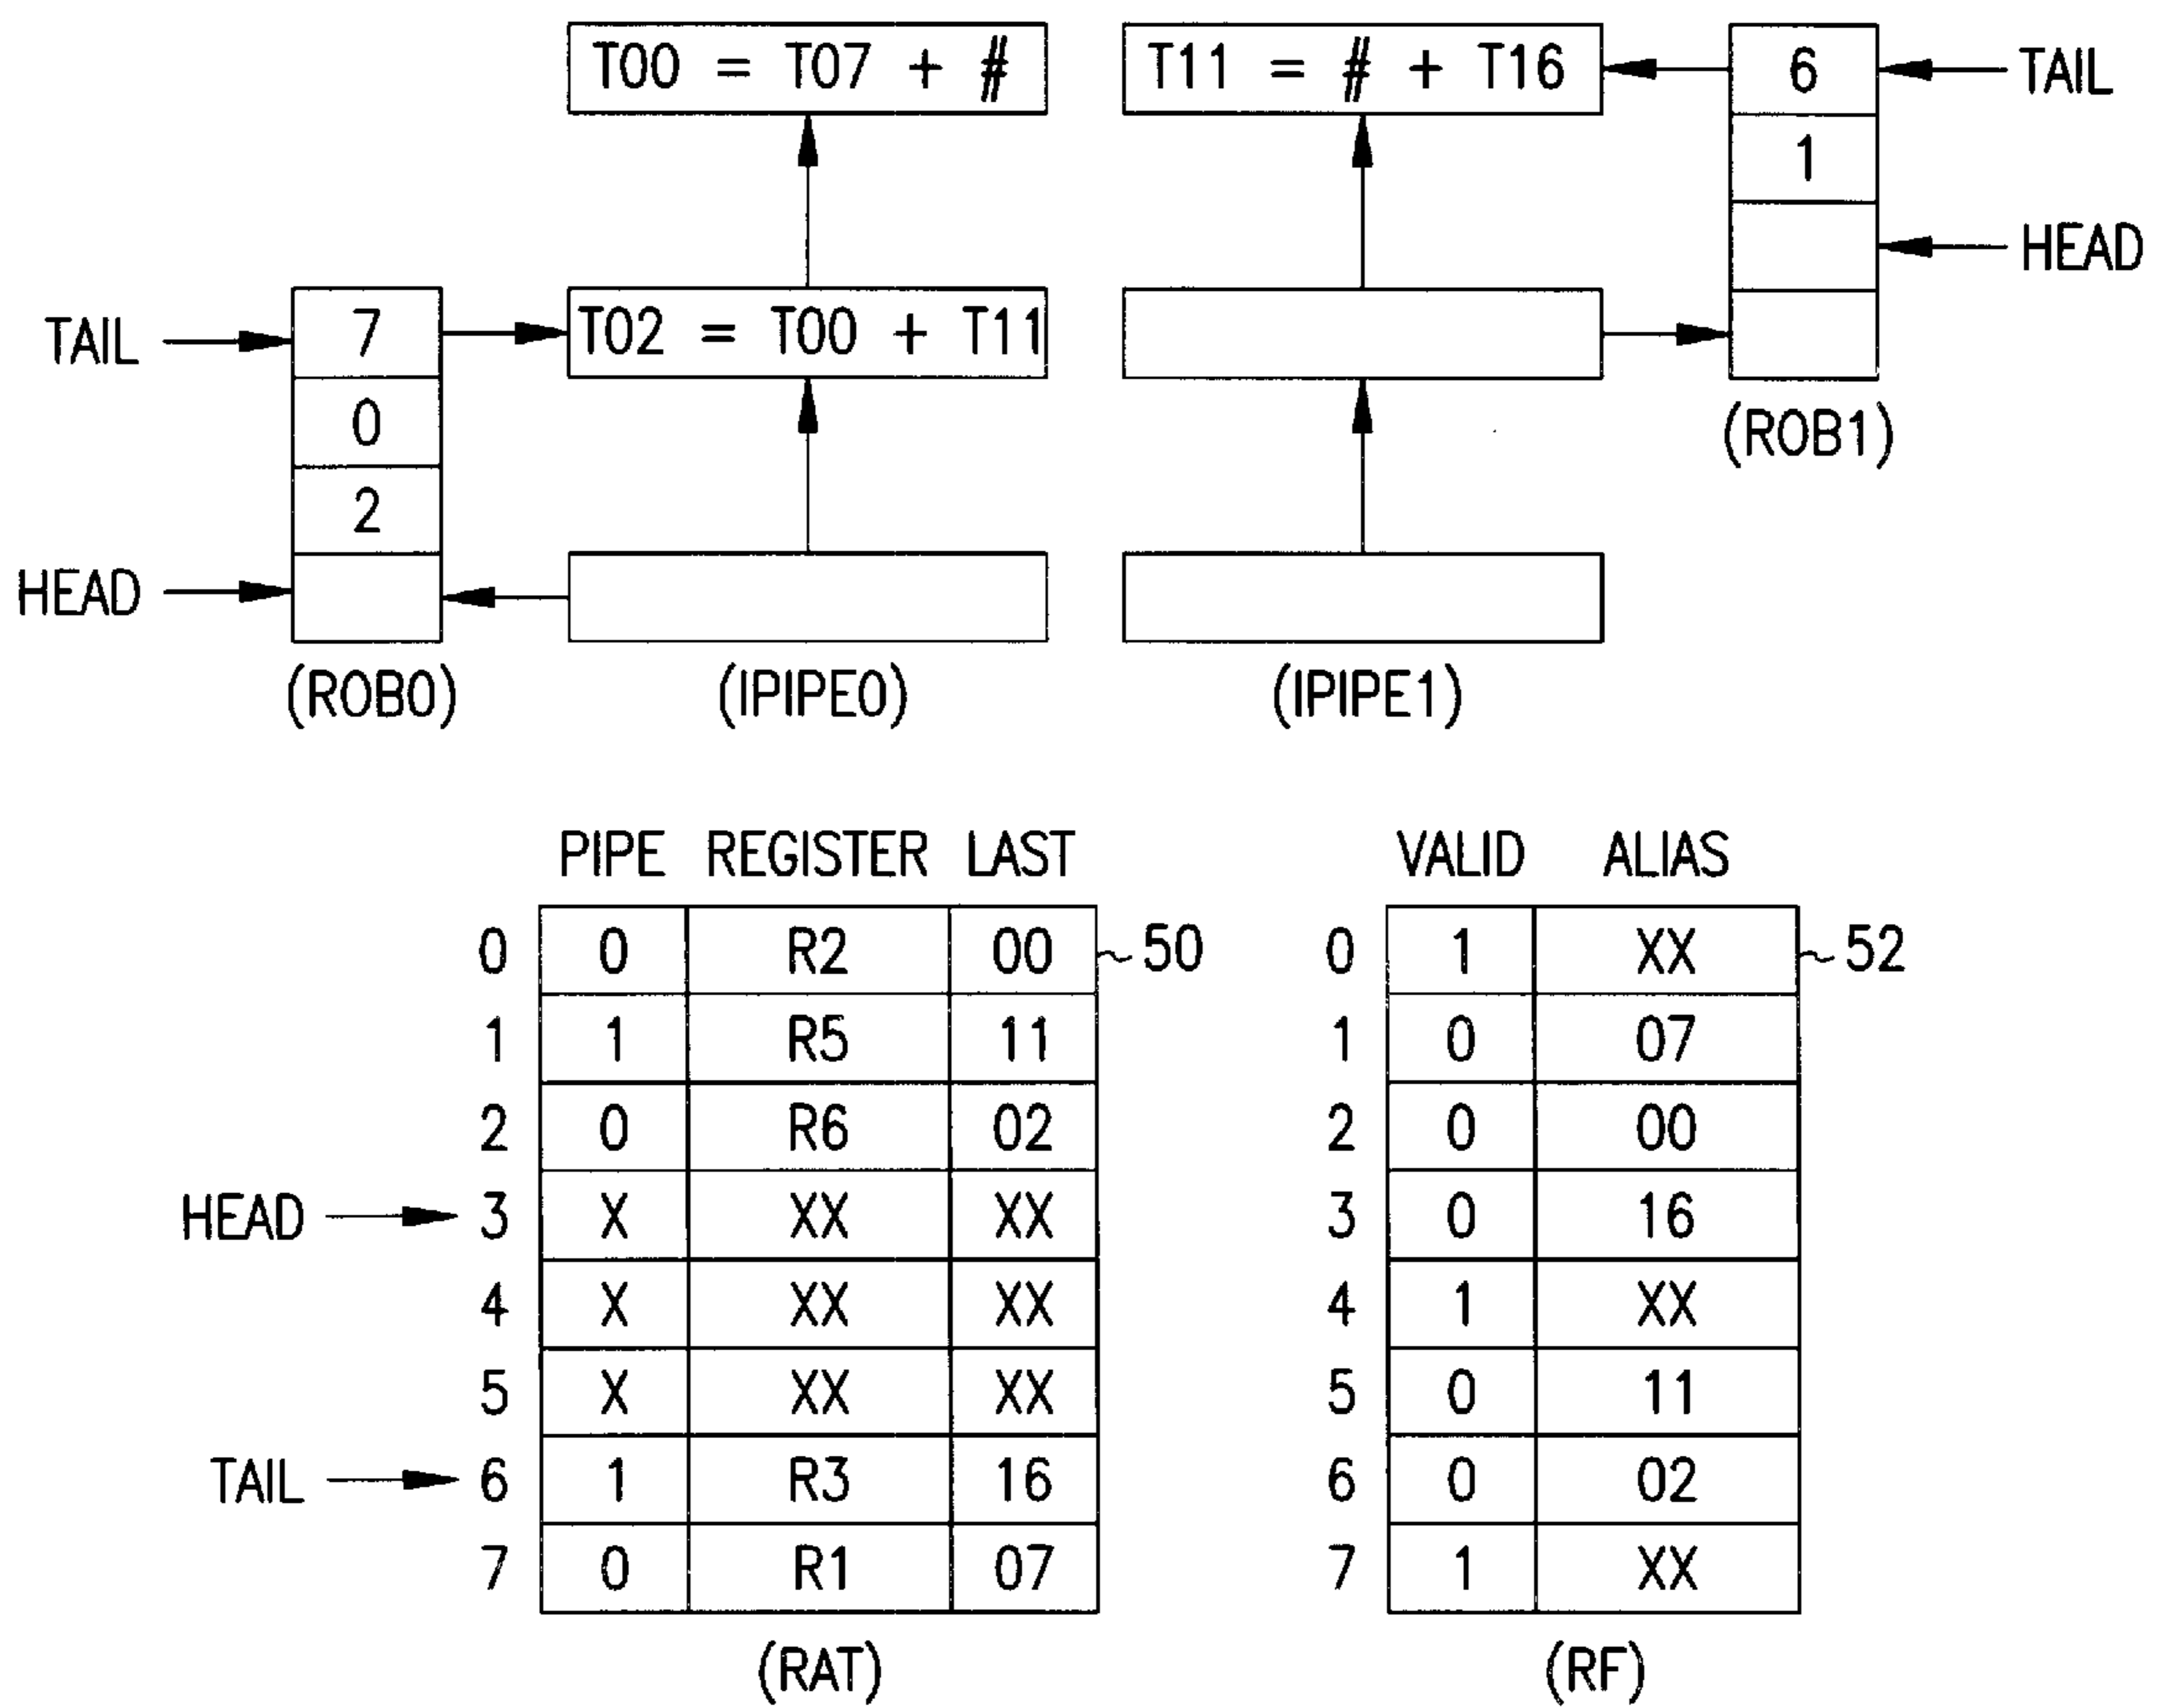 T00 = T07 + #
T11 = # + T16
6
TAIL
1
HEAD
TAIL
7
T02 = T00 + T11
0
(ROB1)
2
HEAD
(ROB0)
(IPIPE0)
(IPIPE1)
PIPE REGISTER LAST
0 0 R2 00 50
1 1 R5 11
2 0 R6 02
HEAD 3 X XX XX
4 X XX XX
5 X XX XX
TAIL 6 1 R3 16
7 0 R1 07
(RAT)
VALID ALIAS
0 1 XX 52
1 0 07
2 0 00
3 0 16
4 1 XX
5 0 11
6 0 02
7 1 XX
(RF)